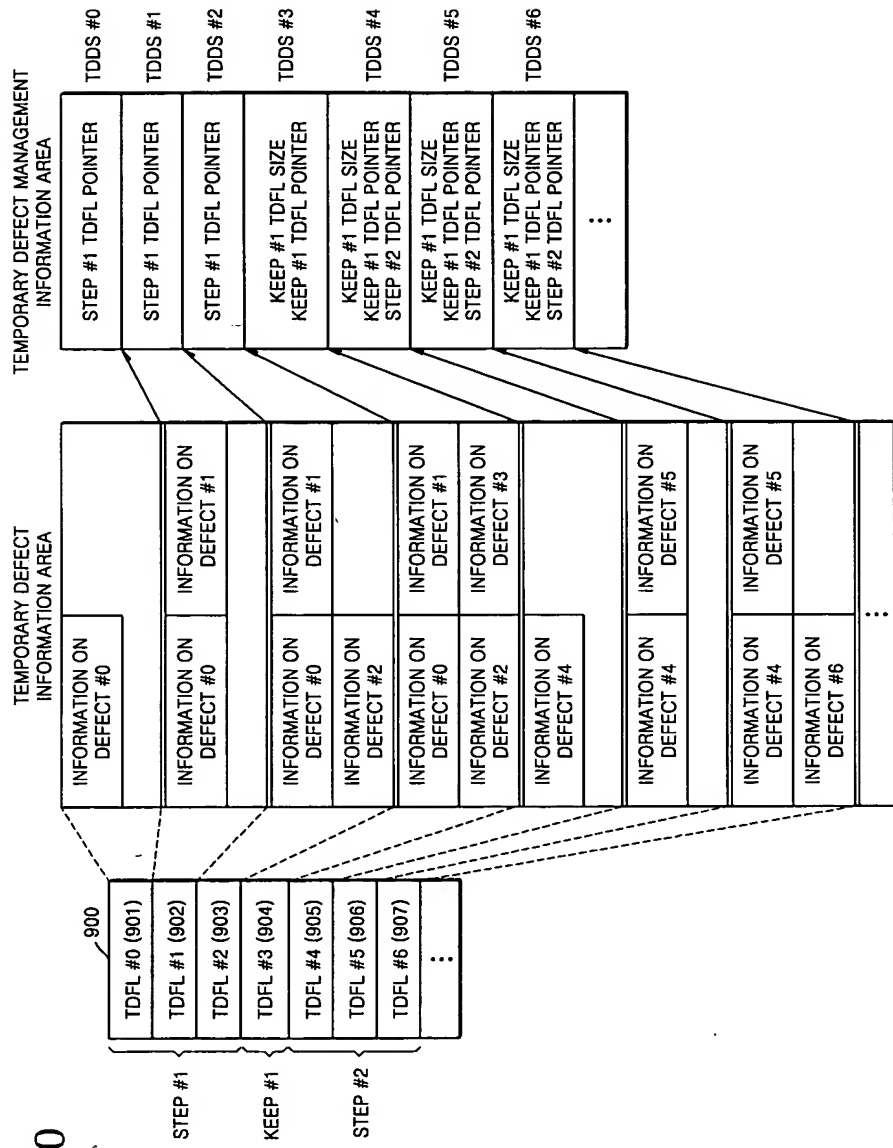 0
900
TDFL #0 (901)
TDFL #1 (902)
TDFL #2 (903)
TDFL #3 (904)
TDFL #4 (905)
TDFL #5 (906)
TDFL #6 (907)
⋮
STEP #1
KEEP #1
STEP #2
TEMPORARY DEFECT
INFORMATION AREA
INFORMATION ON
DEFECT #0
INFORMATION ON
DEFECT #0
INFORMATION ON
DEFECT #1
INFORMATION ON
DEFECT #0
INFORMATION ON
DEFECT #1
INFORMATION ON
DEFECT #2
INFORMATION ON
DEFECT #0
INFORMATION ON
DEFECT #1
INFORMATION ON
DEFECT #2
INFORMATION ON
DEFECT #3
INFORMATION ON
DEFECT #4
INFORMATION ON
DEFECT #4
INFORMATION ON
DEFECT #5
INFORMATION ON
DEFECT #4
INFORMATION ON
DEFECT #5
INFORMATION ON
DEFECT #6
⋮
TEMPORARY DEFECT MANAGEMENT
INFORMATION AREA
STEP #1 TDFL POINTER
TDDS #0
STEP #1 TDFL POINTER
TDDS #1
STEP #1 TDFL POINTER
TDDS #2
KEEP #1 TDFL SIZE
KEEP #1 TDFL POINTER
TDDS #3
KEEP #1 TDFL SIZE
KEEP #1 TDFL POINTER
STEP #2 TDFL POINTER
TDDS #4
KEEP #1 TDFL SIZE
KEEP #1 TDFL POINTER
STEP #2 TDFL POINTER
TDDS #5
KEEP #1 TDFL SIZE
KEEP #1 TDFL POINTER
STEP #2 TDFL POINTER
TDDS #6
⋮